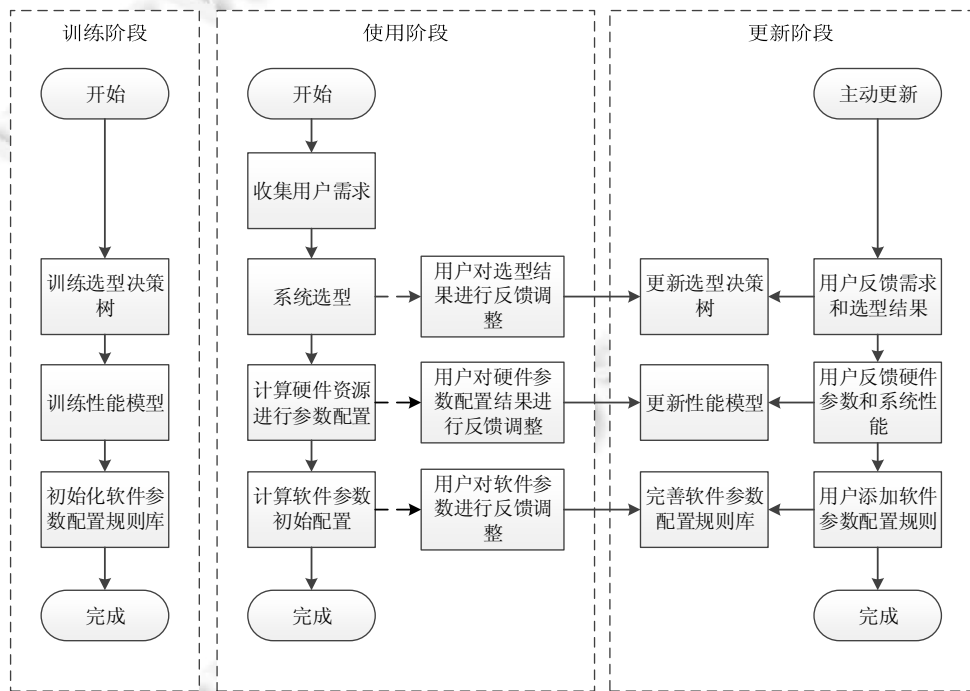 训练阶段
开始
训练选型决策
树
训练性能模型
初始化软件参
数配置规则库
完成
使用阶段
开始
收集用户需求
系统选型
用户对选型结
果进行反馈调
整
计算硬件资源
进行参数配置
用户对硬件参
数配置结果进
行反馈调整
计算软件参数
初始配置
用户对软件参
数进行反馈调
整
完成
更新阶段
主动更新
更新选型决策
树
用户反馈需求
和选型结果
更新性能模型
用户反馈硬件
参数和系统性
能
完善软件参数
配置规则库
用户添加软件
参数配置规则
完成